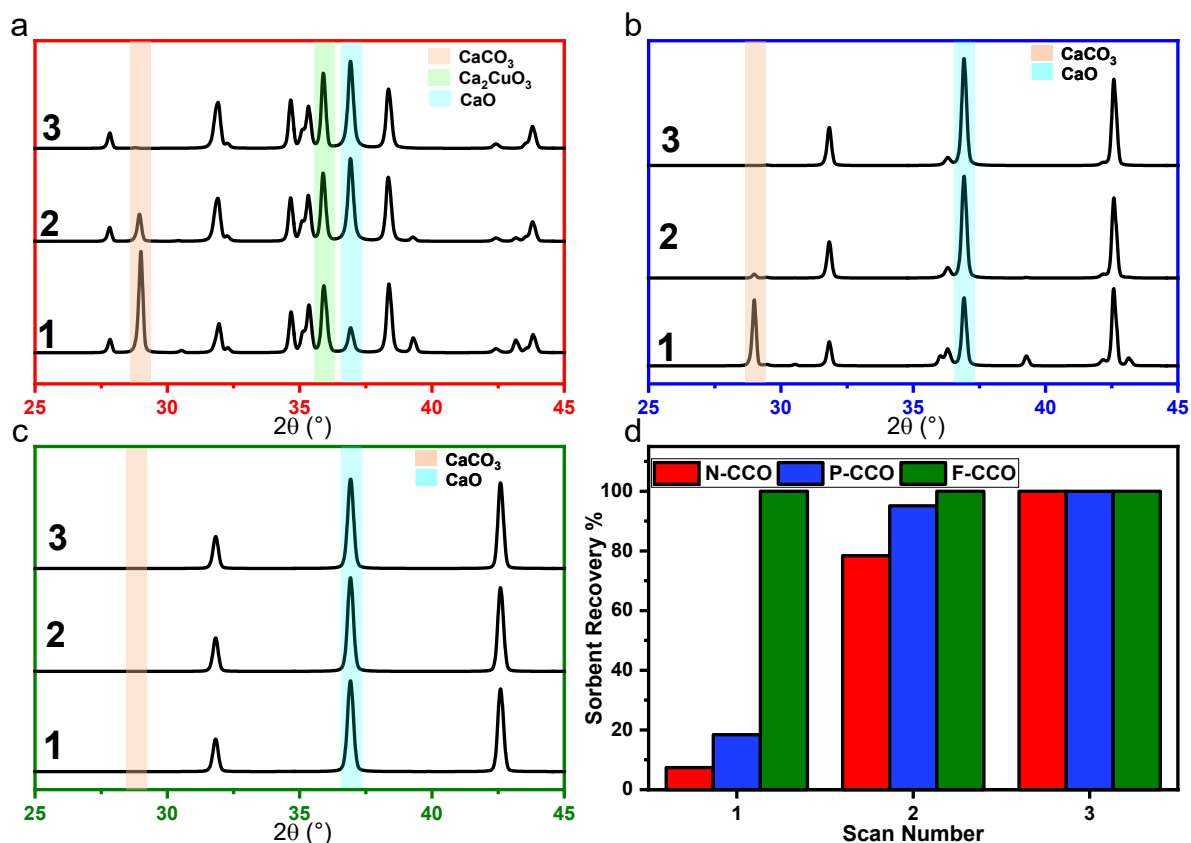 a
CaCO₃
Ca₂CuO₃
CaO
3
2
1
25 30 35 40 45
2θ (°)
b
CaCO₃
CaO
3
2
1
25 30 35 40 45
2θ (°)
c
CaCO₃
CaO
3
2
1
25 30 35 40 45
2θ (°)
d
N-CCO P-CCO F-CCO
Sorbent Recovery %
100
80
60
40
20
0
1 2 3
Scan Number